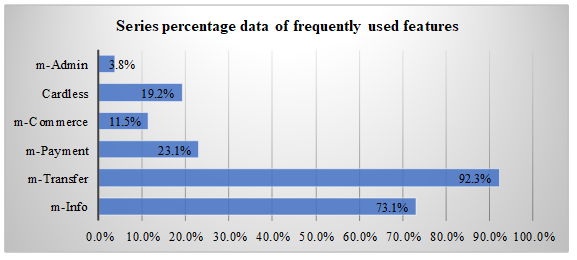 Series percentage data of frequently used features
m-Admin 3.8%
Cardless 19.2%
m-Commerce 11.5%
m-Payment 23.1%
m-Transfer 92.3%
m-Info 73.1%
0.0% 10.0% 20.0% 30.0% 40.0% 50.0% 60.0% 70.0% 80.0% 90.0% 100.0%